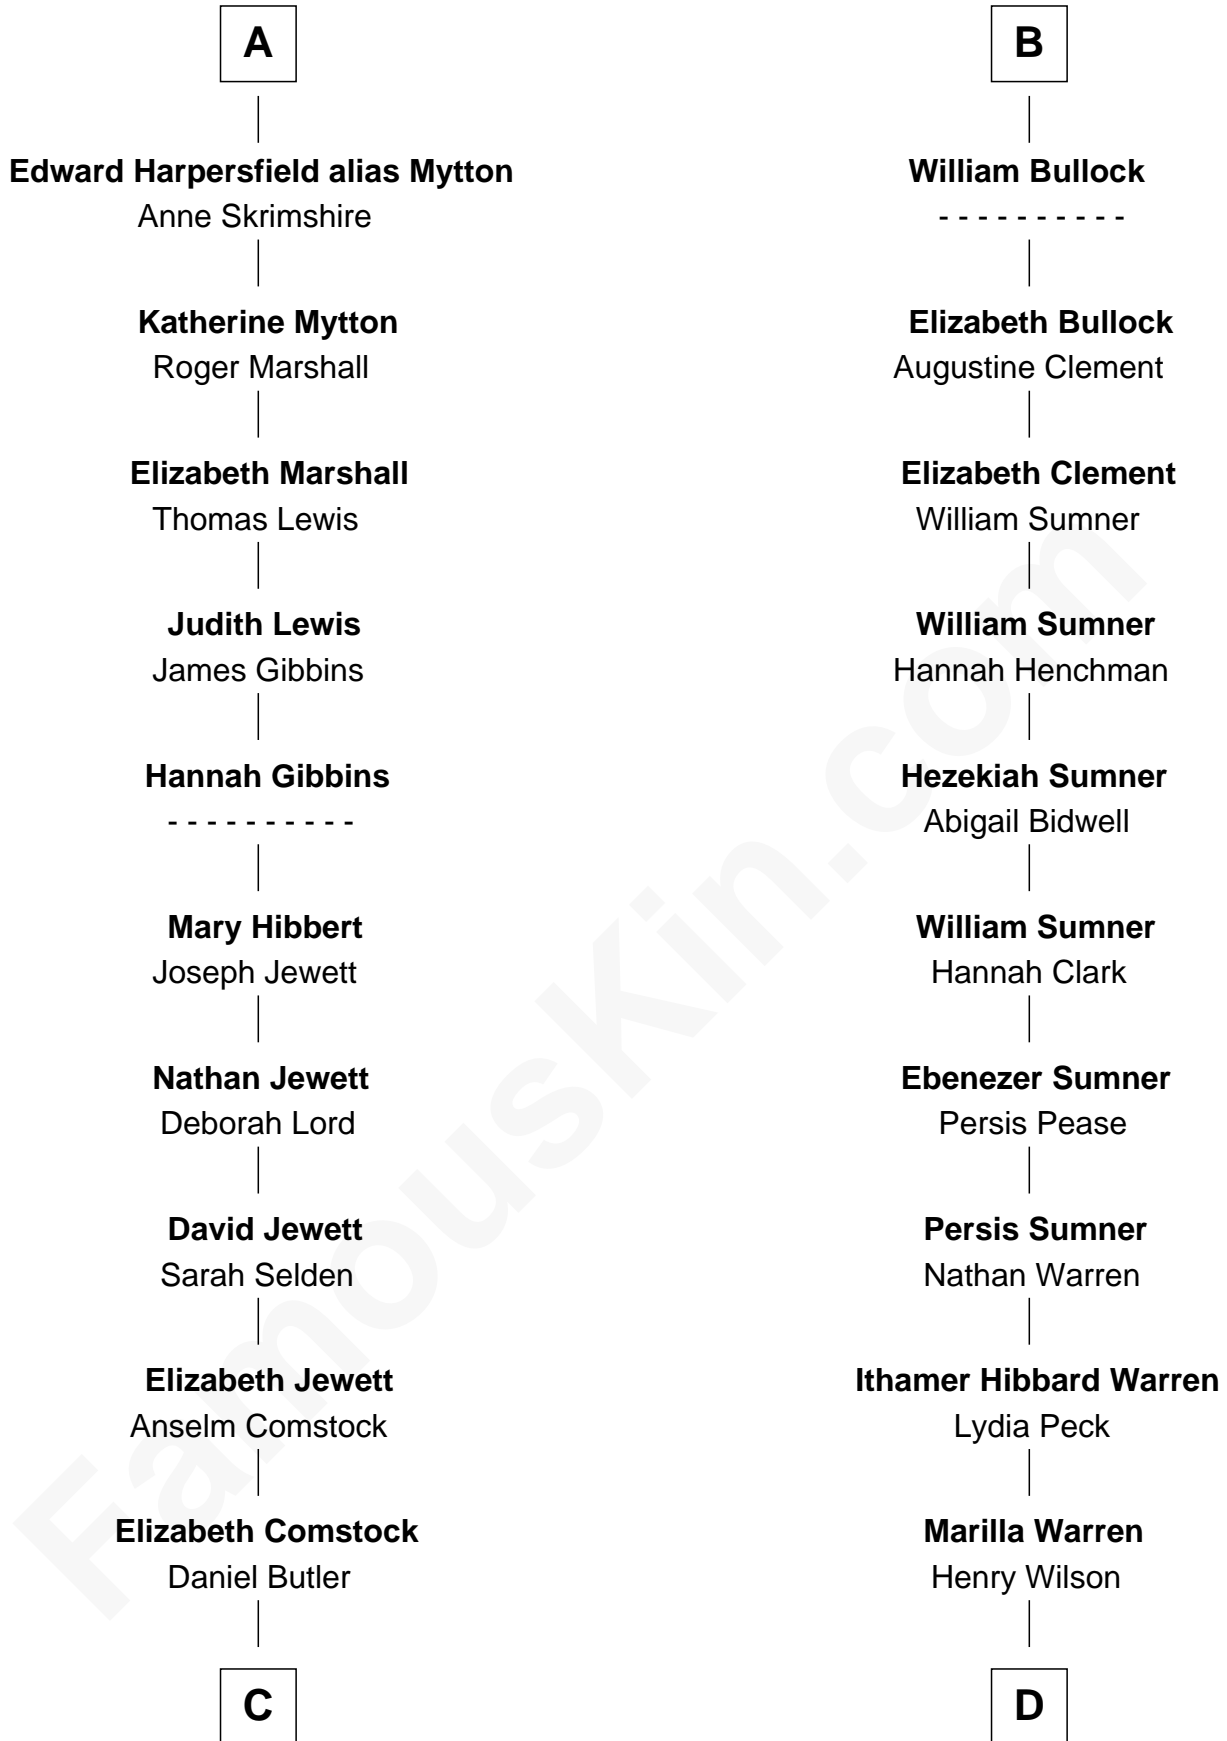 A
Edward Harpersfield alias Mytton
Anne Skrimshire
Katherine Mytton
Roger Marshall
Elizabeth Marshall
Thomas Lewis
Judith Lewis
James Gibbins
Hannah Gibbins
- - - - - - - - - -
Mary Hibbert
Joseph Jewett
Nathan Jewett
Deborah Lord
David Jewett
Sarah Selden
Elizabeth Jewett
Anselm Comstock
Elizabeth Comstock
Daniel Butler
C
B
William Bullock
- - - - - - - - - -
Elizabeth Bullock
Augustine Clement
Elizabeth Clement
William Sumner
William Sumner
Hannah Henchman
Hezekiah Sumner
Abigail Bidwell
William Sumner
Hannah Clark
Ebenezer Sumner
Persis Pease
Persis Sumner
Nathan Warren
Ithamer Hibbard Warren
Lydia Peck
Marilla Warren
Henry Wilson
D
FamousKin.com